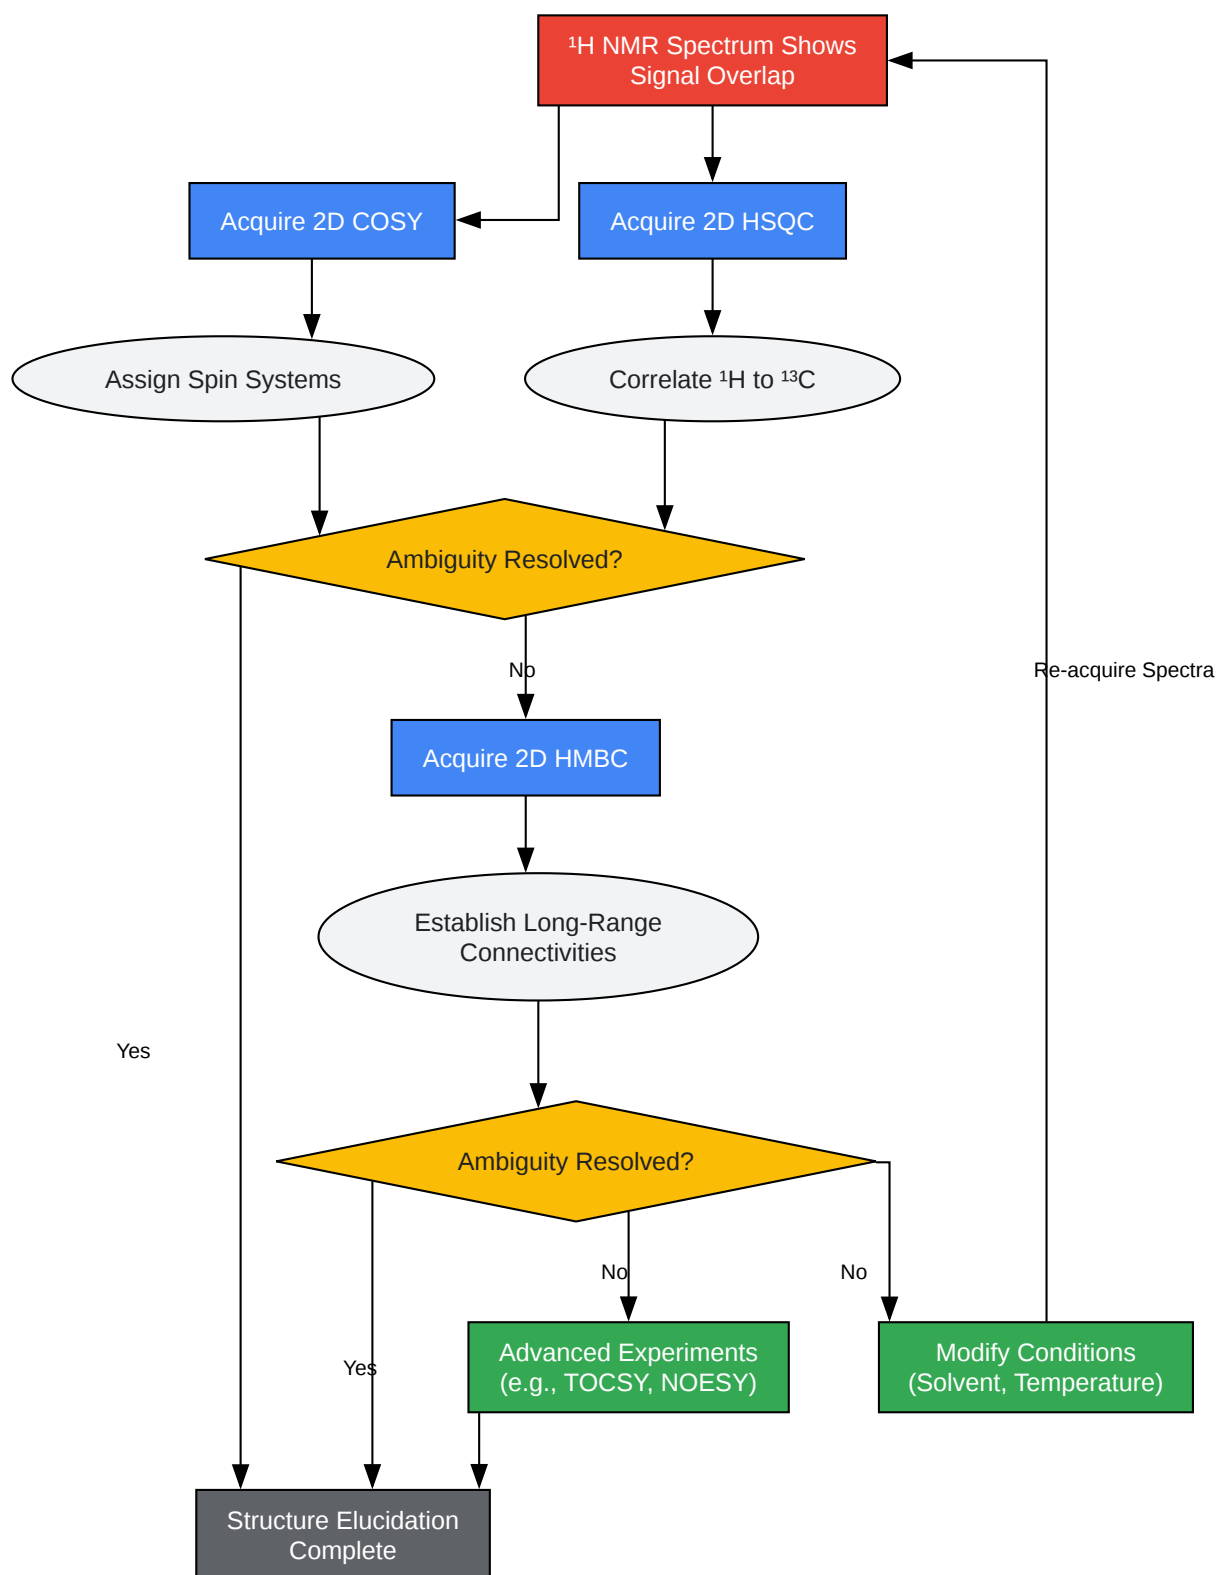 ¹H NMR Spectrum Shows
Signal Overlap
Acquire 2D COSY
Acquire 2D HSQC
Assign Spin Systems
Correlate ¹H to ¹³C
Ambiguity Resolved?
No
Re-acquire Spectra
Acquire 2D HMBC
Establish Long-Range
Connectivities
Yes
Ambiguity Resolved?
No
No
Yes
Advanced Experiments
(e.g., TOCSY, NOESY)
Modify Conditions
(Solvent, Temperature)
Structure Elucidation
Complete